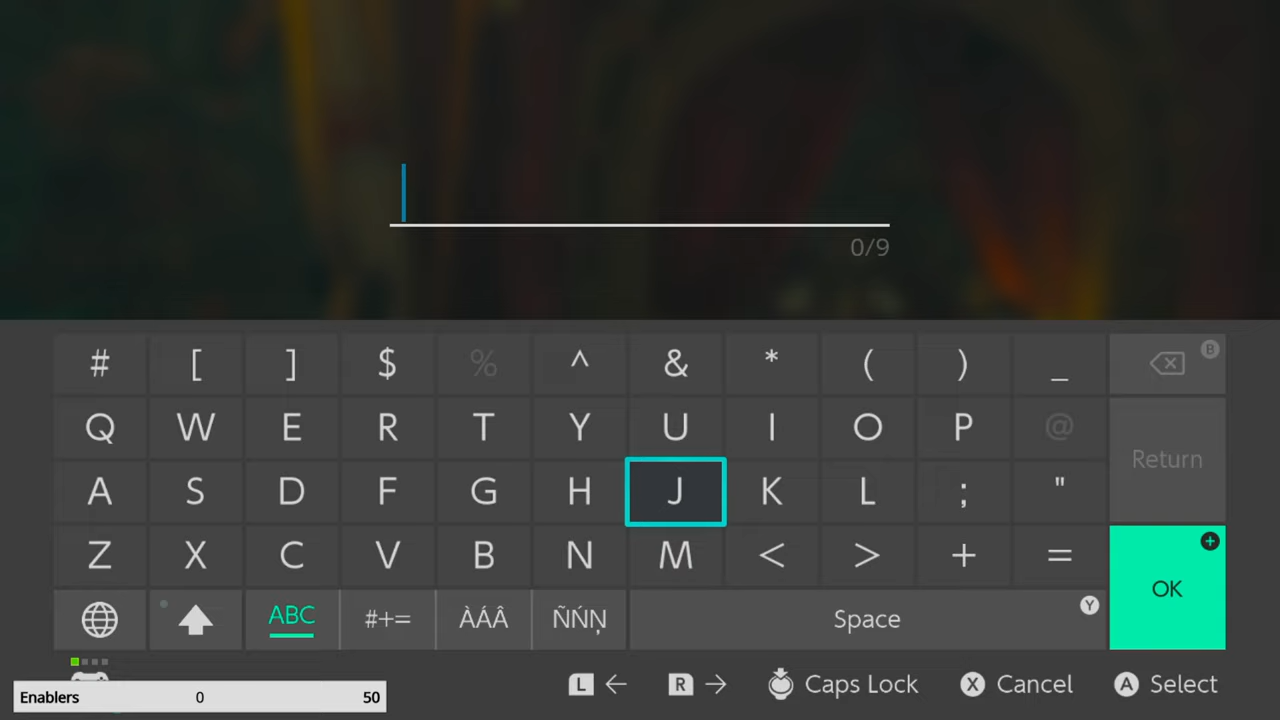 0/9
# [ ] $ % ^ & * ( ) _ B
Q W E R T Y U I O P @ Return
A S D F G H J K L ; "
Z X C V B N M < > + = OK
ABC #+= ÀÁÂ ÑŃŅ Space Y
L ← R → Caps Lock X Cancel A Select
Enablers 0 50